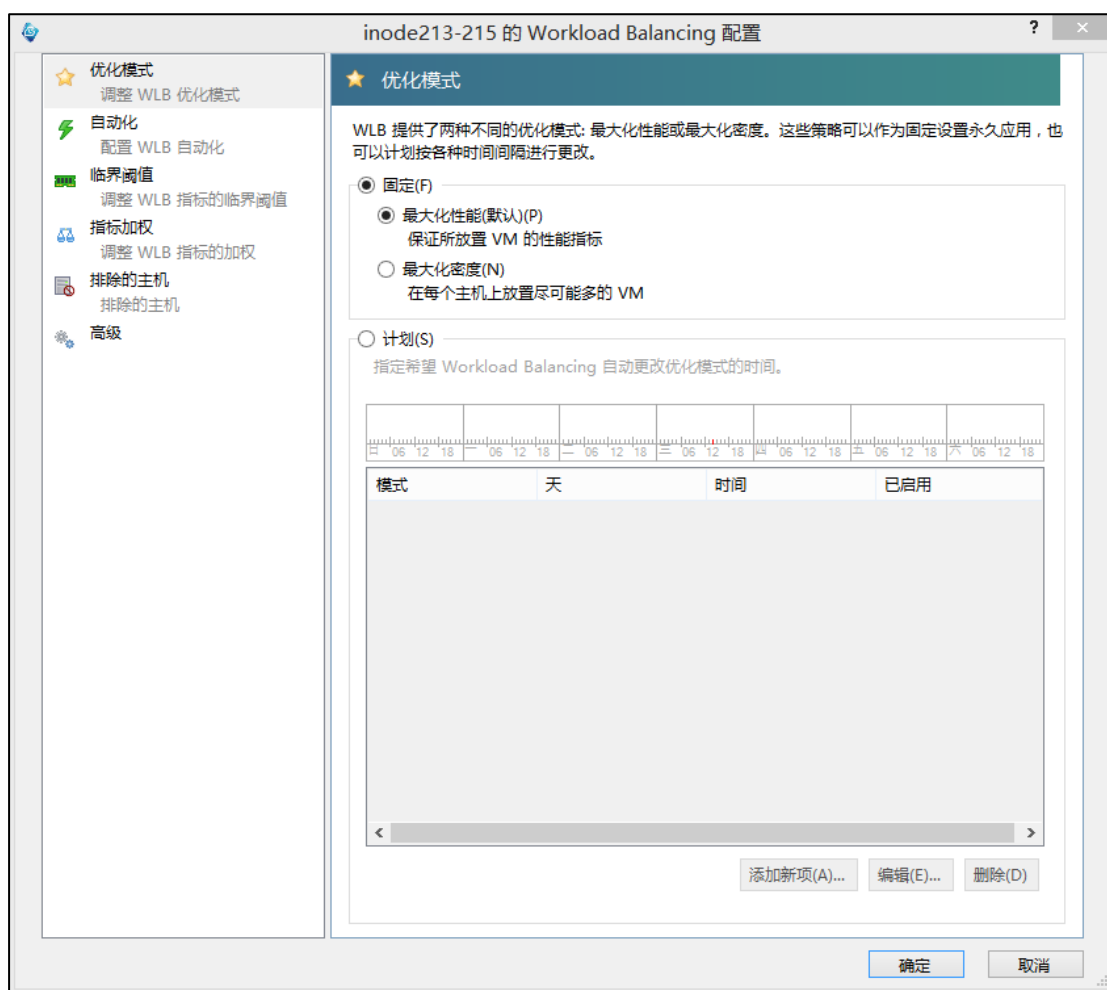 inode213-215 的 Workload Balancing 配置
?
优化模式
调整 WLB 优化模式
自动化
配置 WLB 自动化
临界阈值
调整 WLB 指标的临界阈值
指标加权
调整 WLB 指标的加权
排除的主机
排除的主机
高级
优化模式
WLB 提供了两种不同的优化模式: 最大化性能或最大化密度。这些策略可以作为固定设置永久应用，也
可以计划按各种时间间隔进行更改。
固定(F)
最大化性能(默认)(P)
保证所放置 VM 的性能指标
最大化密度(N)
在每个主机上放置尽可能多的 VM
计划(S)
指定希望 Workload Balancing 自动更改优化模式的时间。
日 06 12 18 一 06 12 18 二 06 12 18 三 06 12 18 四 06 12 18 五 06 12 18 六 06 12 18
模式 天 时间 已启用
添加新项(A)... 编辑(E)... 删除(D)
确定 取消